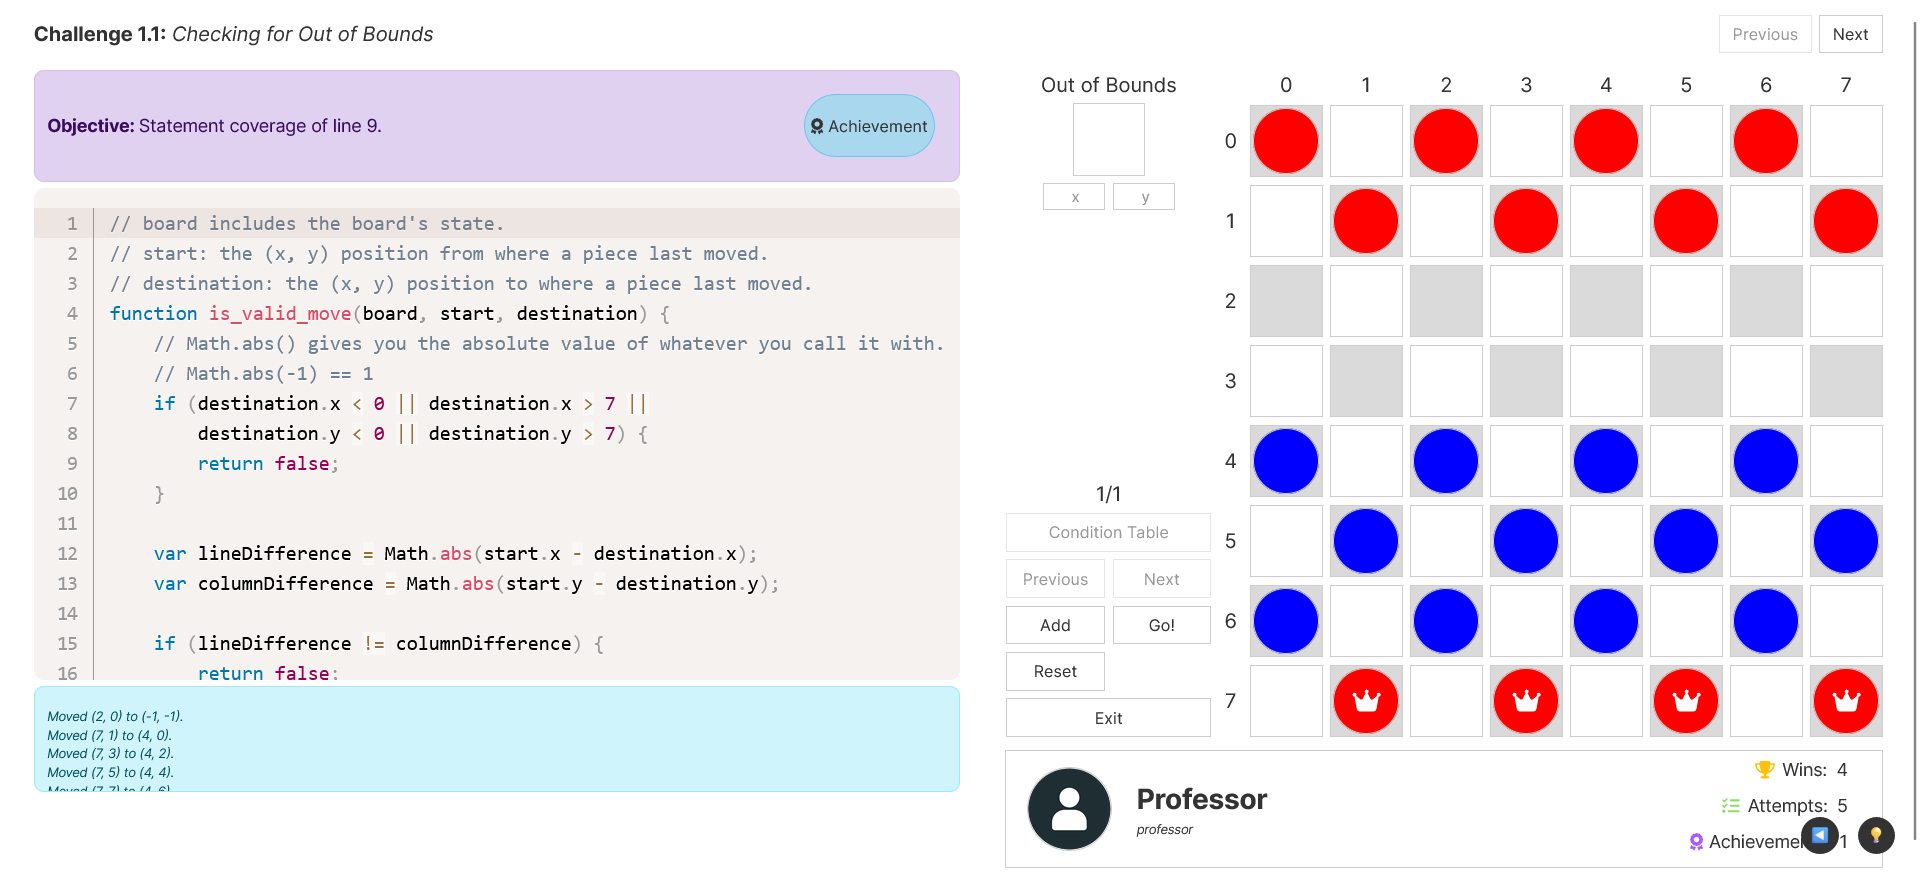 Challenge 1.1: Checking for Out of Bounds
Previous
Next
Objective: Statement coverage of line 9.
Achievement
1 // board includes the board's state.
2 // start: the (x, y) position from where a piece last moved.
3 // destination: the (x, y) position to where a piece last moved.
4 function is_valid_move(board, start, destination) {
5 // Math.abs() gives you the absolute value of whatever you call it with.
6 // Math.abs(-1) == 1
7 if (destination.x < 0 || destination.x > 7 ||
8 destination.y < 0 || destination.y > 7) {
9 return false;
10 }
11
12 var lineDifference = Math.abs(start.x - destination.x);
13 var columnDifference = Math.abs(start.y - destination.y);
14
15 if (lineDifference != columnDifference) {
16 return false;
Moved (2, 0) to (-1, -1).
Moved (7, 1) to (4, 0).
Moved (7, 3) to (4, 2).
Moved (7, 5) to (4, 4).
Moved (7, 7) to (4, 6)
Out of Bounds
x y
1/1
Condition Table
Previous Next
Add Go!
Reset
Exit
0 1 2 3 4 5 6 7
0
1
2
3
4
5
6
7
Professor
professor
Wins: 4
Attempts: 5
Achieveme 1